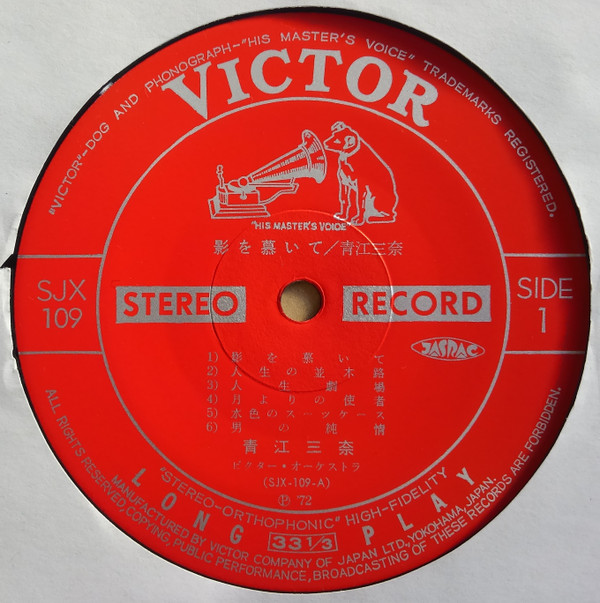 "VICTOR"–DOG AND PHONOGRAPH–"HIS MASTER'S VOICE" TRADEMARKS REGISTERED.
VICTOR
"HIS MASTER'S VOICE"
影を慕いて/青江三奈
SJX
109
STEREO
RECORD
SIDE
1
JASRAC
1) 影を慕いて
2) 人生の並木路
3) 人生劇場
4) 月よりの使者
5) 水色のスーツケース
6) 男の純情
青江三奈
ビクター・オーケストラ
(SJX-109-A)
Ⓟ '72
"STEREO-ORTHOPHONIC" HIGH-FIDELITY
LONG 33 1/3 PLAY
MANUFACTURED BY VICTOR COMPANY OF JAPAN LTD., YOKOHAMA, JAPAN.
ALL RIGHTS RESERVED, COPYING, PUBLIC PERFORMANCE, BROADCASTING OF THESE RECORDS ARE FORBIDDEN.